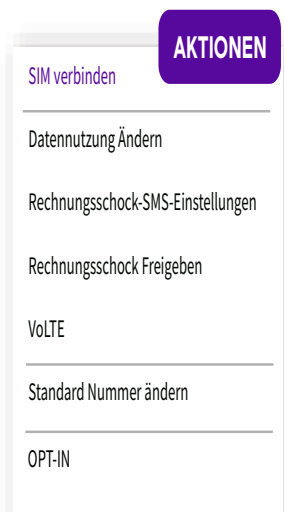 AKTIONEN
SIM verbinden
Datennutzung Ändern
Rechnungsschock-SMS-Einstellungen
Rechnungsschock Freigeben
VoLTE
Standard Nummer ändern
OPT-IN